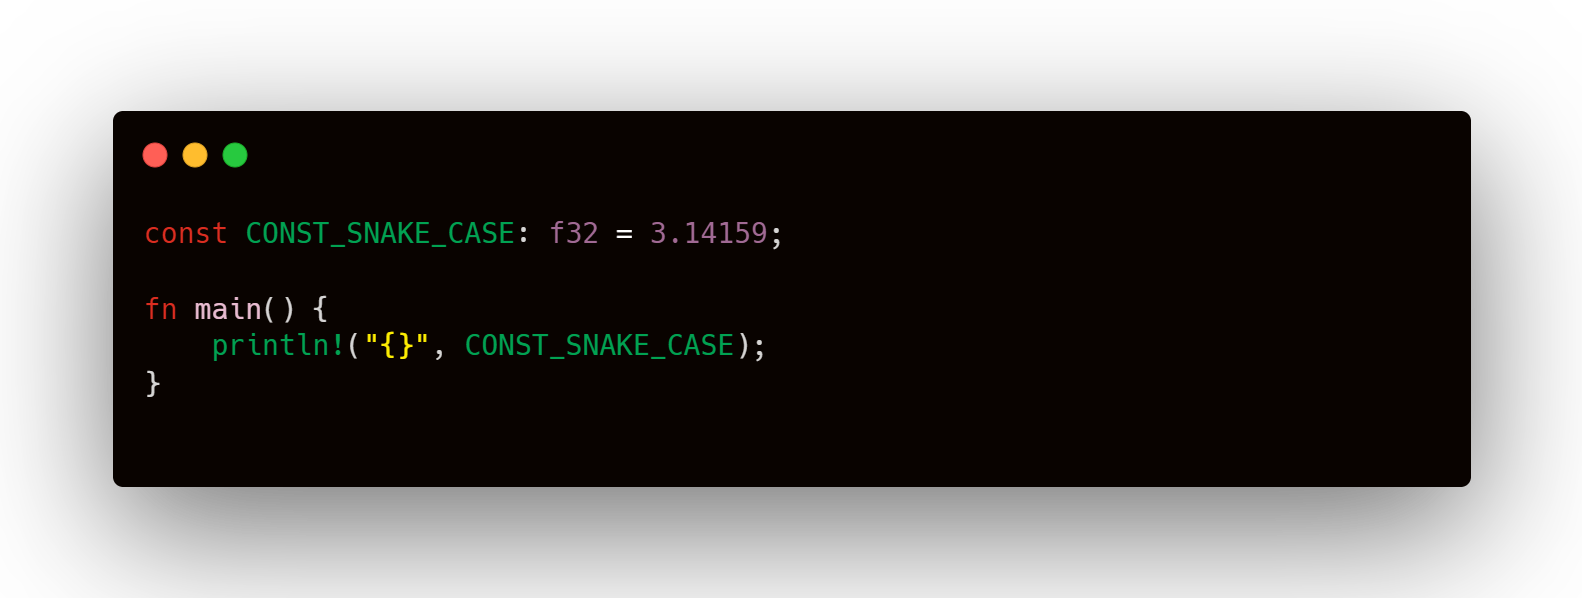 const CONST_SNAKE_CASE: f32 = 3.14159;
fn main() {
    println!("{}", CONST_SNAKE_CASE);
}